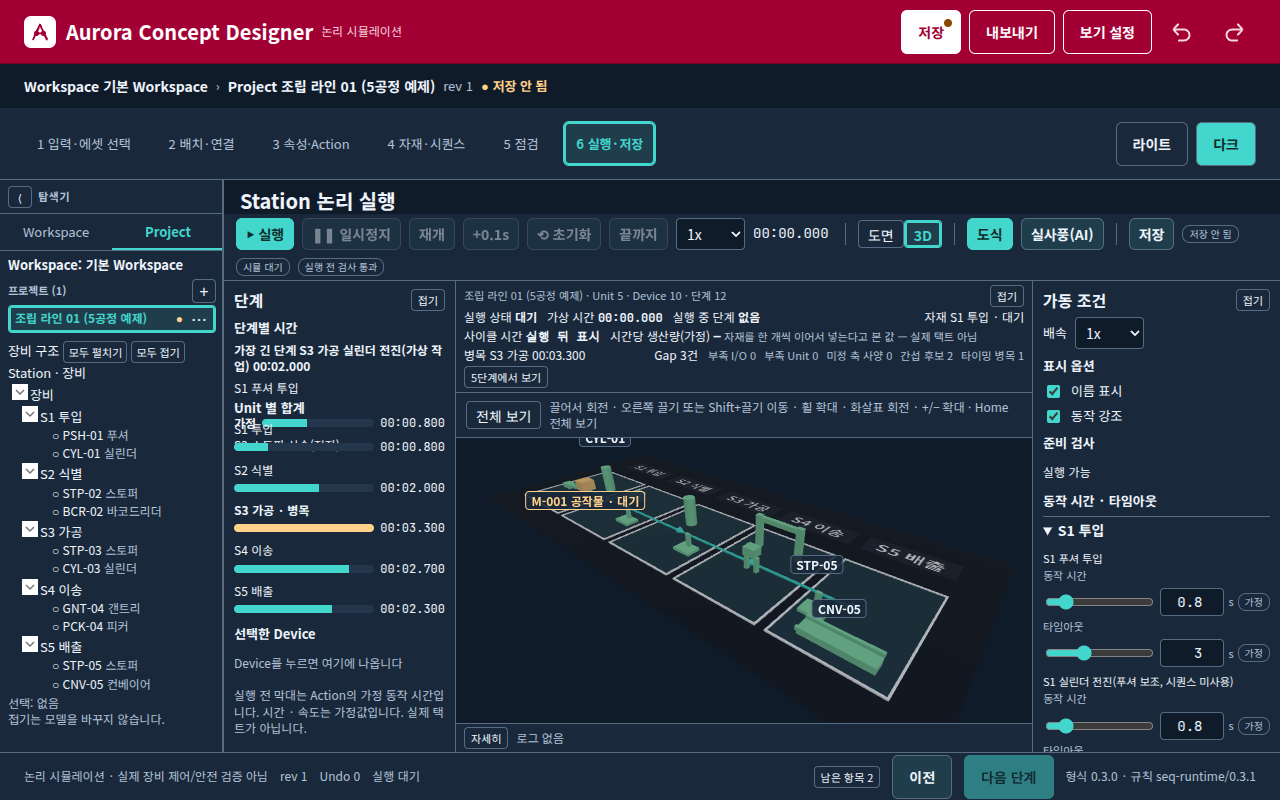 Aurora Concept Designer 논리 시뮬레이션
저장 내보내기 보기 설정
Workspace 기본 Workspace › Project 조립 라인 01 (5공정 예제) rev 1 ● 저장 안 됨
1 입력·에셋 선택 2 배치·연결 3 속성·Action 4 자재·시퀀스 5 점검 6 실행·저장 라이트 다크
탐색기
Workspace Project
Workspace: 기본 Workspace
프로젝트 (1) +
조립 라인 01 (5공정 예제) ● ···
장비 구조 모두 펼치기 모두 접기
Station · 장비
장비
S1 투입
○ PSH-01 푸셔
○ CYL-01 실린더
S2 식별
○ STP-02 스토퍼
○ BCR-02 바코드리더
S3 가공
○ STP-03 스토퍼
○ CYL-03 실린더
S4 이송
○ GNT-04 갠트리
○ PCK-04 피커
S5 배출
○ STP-05 스토퍼
○ CNV-05 컨베이어
선택: 없음
접기는 모델을 바꾸지 않습니다.
Station 논리 실행
▸ 실행 ❚❚ 일시정지 재개 +0.1s ⟲ 초기화 끝까지 1x 00:00.000 도면 3D 도식 실사풍(AI) 저장 저장 안 됨
시뮬 대기 실행 전 검사 통과
단계 접기
단계별 시간
가장 긴 단계 S3 가공 실린더 전진(가상 작
업) 00:02.000
S1 푸셔 투입
Unit 별 합계
가정 00:00.800
S1 투입
00:00.800
S2 식별
00:02.000
S3 가공 · 병목
00:03.300
S4 이송
00:02.700
S5 배출
00:02.300
선택한 Device
Device를 누르면 여기에 나옵니다
실행 전 막대는 Action의 가정 동작 시간입
니다. 시간 · 속도는 가정값입니다. 실제 택
트가 아닙니다.
조립 라인 01 (5공정 예제) · Unit 5 · Device 10 · 단계 12 접기
실행 상태 대기 가상 시간 00:00.000 실행 중 단계 없음 자재 S1 투입 · 대기
사이클 시간 실행 뒤 표시 시간당 생산량(가정) — 자재를 한 개씩 이어서 넣는다고 본 값 — 실제 택트 아님
병목 S3 가공 00:03.300 Gap 3건 부족 I/O 0 부족 Unit 0 미정 축 사양 0 간섭 후보 2 타이밍 병목 1
5단계에서 보기
전체 보기 끌어서 회전 · 오른쪽 끌기 또는 Shift+끌기 이동 · 휠 확대 · 화살표 회전 · +/− 확대 · Home
전체 보기
CYL-01
S1 투입
S2 식별
S3 가공
S4 이송
S5 배출
M-001 공작물 · 대기
STP-05
CNV-05
자세히 로그 없음
가동 조건 접기
배속 1x
표시 옵션
이름 표시
동작 강조
준비 검사
실행 가능
동작 시간 · 타임아웃
▼ S1 투입
S1 푸셔 투입
동작 시간
0.8 s 가정
타임아웃
3 s 가정
S1 실린더 전진(푸셔 보조, 시퀀스 미사용)
동작 시간
0.8 s 가정
타임아웃
논리 시뮬레이션 · 실제 장비 제어/안전 검증 아님 rev 1 Undo 0 실행 대기 남은 항목 2 이전 다음 단계 형식 0.3.0 · 규칙 seq-runtime/0.3.1